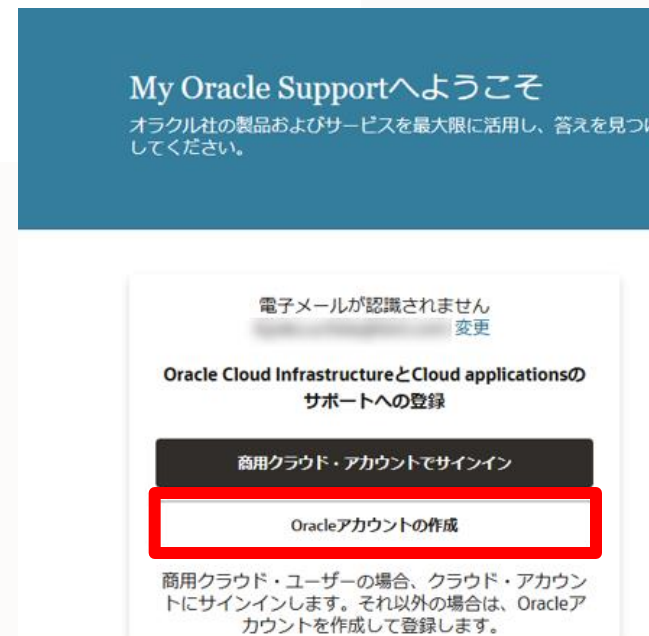 My Oracle Supportへようこそ
オラクル社の製品およびサービスを最大限に活用し、答えを見つ
してください。
電子メールが認識されません
変更
Oracle Cloud InfrastructureとCloud applicationsの
サポートへの登録
商用クラウド・アカウントでサインイン
Oracleアカウントの作成
商用クラウド・ユーザーの場合、クラウド・アカウン
トにサインインします。それ以外の場合は、Oracleア
カウントを作成して登録します。